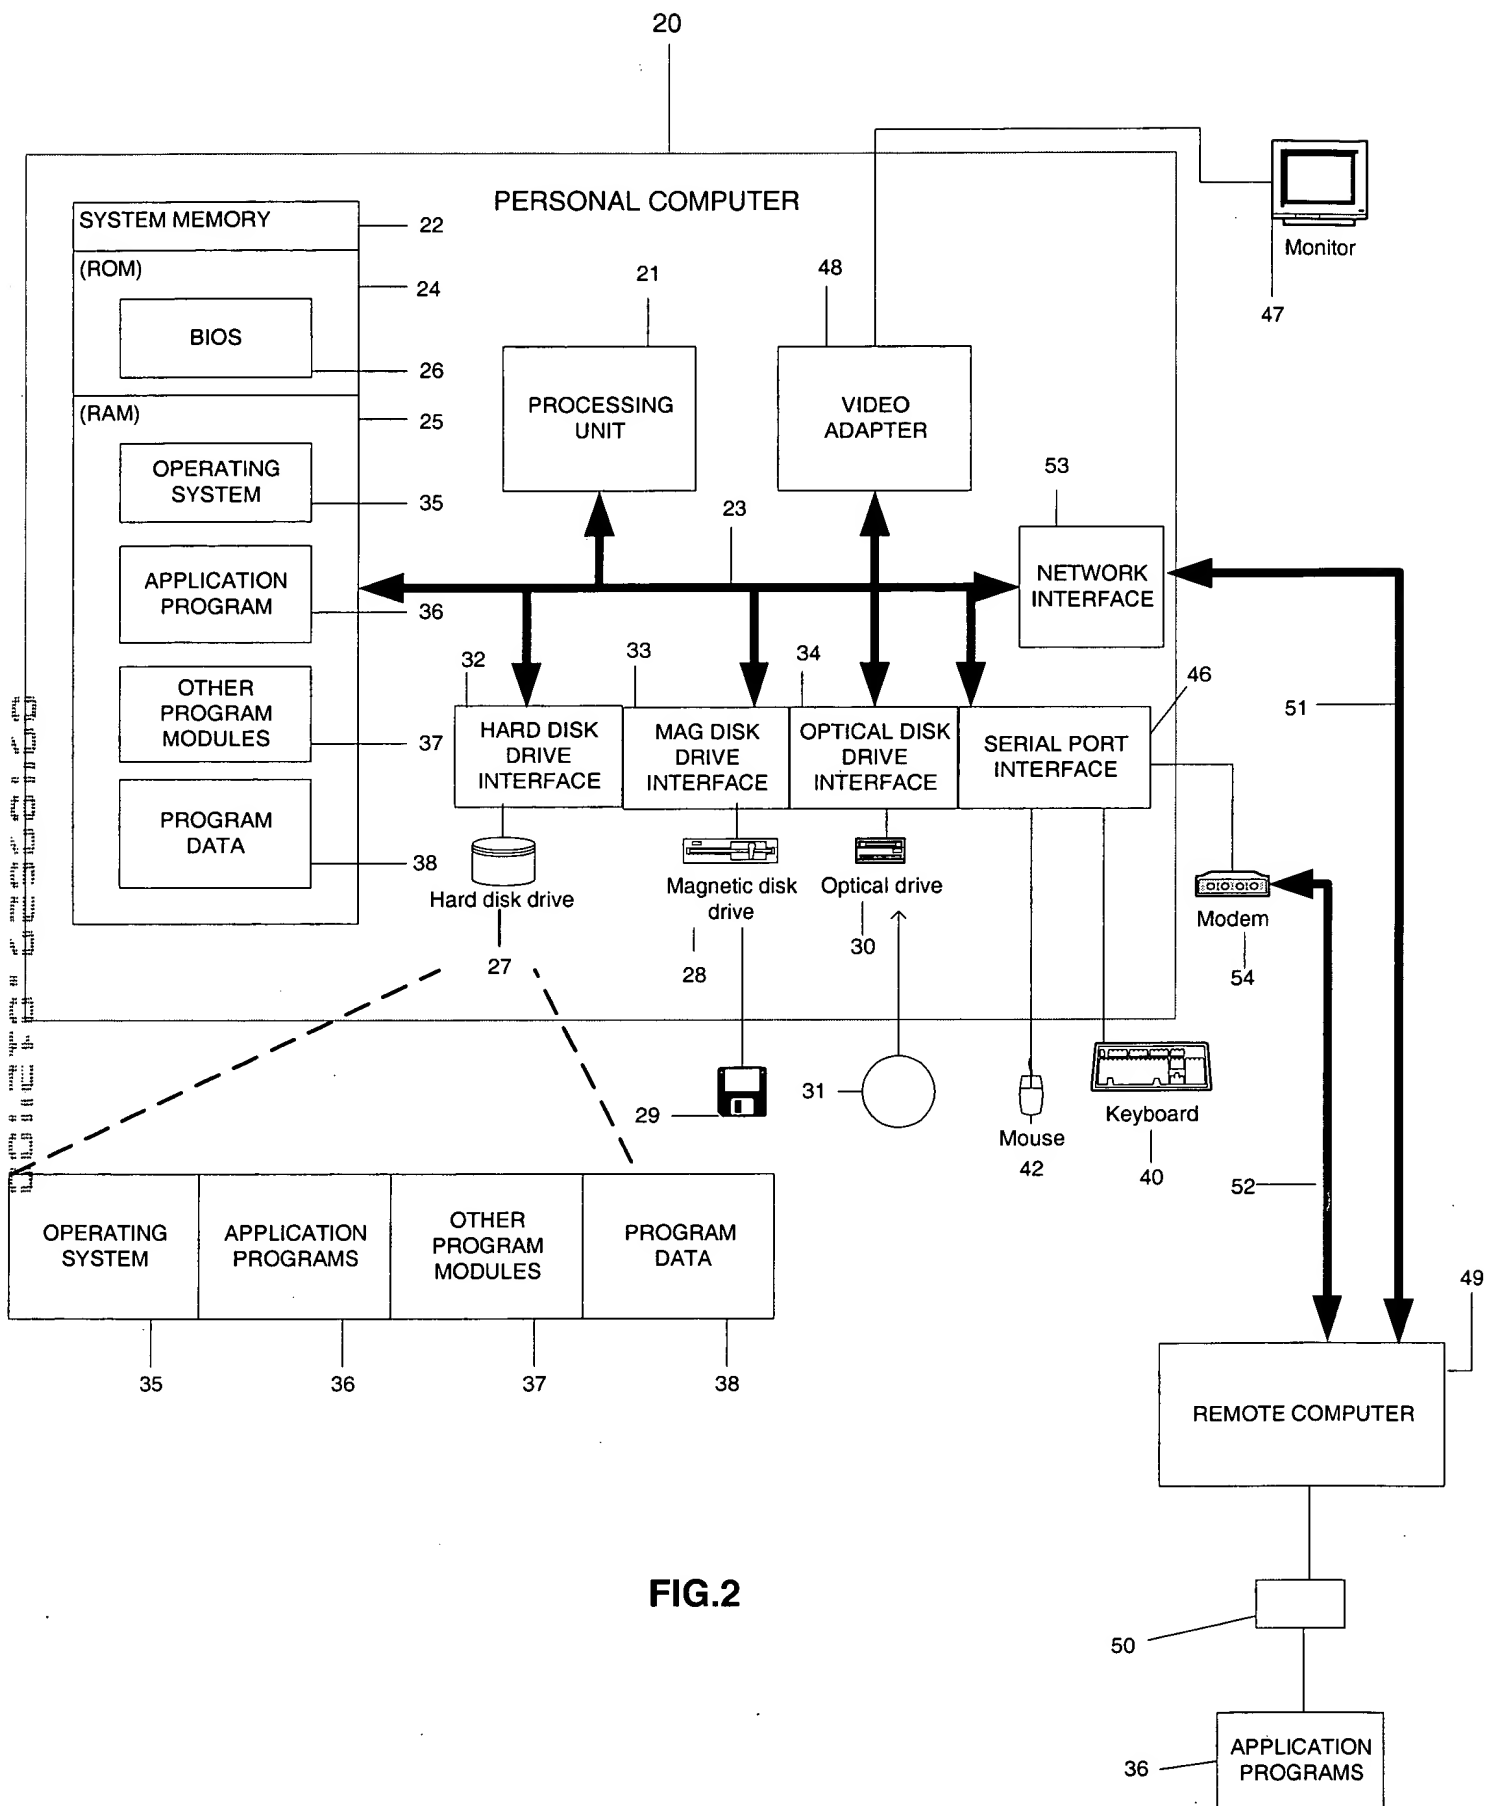 20
PERSONAL COMPUTER
SYSTEM MEMORY
22
(ROM)
24
BIOS
26
(RAM)
25
OPERATING
SYSTEM
35
APPLICATION
PROGRAM
36
OTHER
PROGRAM
MODULES
37
PROGRAM
DATA
38
21
PROCESSING
UNIT
48
VIDEO
ADAPTER
Monitor
47
23
53
NETWORK
INTERFACE
32
HARD DISK
DRIVE
INTERFACE
33
MAG DISK
DRIVE
INTERFACE
34
OPTICAL DISK
DRIVE
INTERFACE
46
SERIAL PORT
INTERFACE
51
Hard disk drive
27
Magnetic disk
drive
28
Optical drive
30
Modem
54
29
31
Mouse
42
Keyboard
40
52
OPERATING
SYSTEM
APPLICATION
PROGRAMS
OTHER
PROGRAM
MODULES
PROGRAM
DATA
35
36
37
38
49
REMOTE COMPUTER
FIG.2
50
36
APPLICATION
PROGRAMS